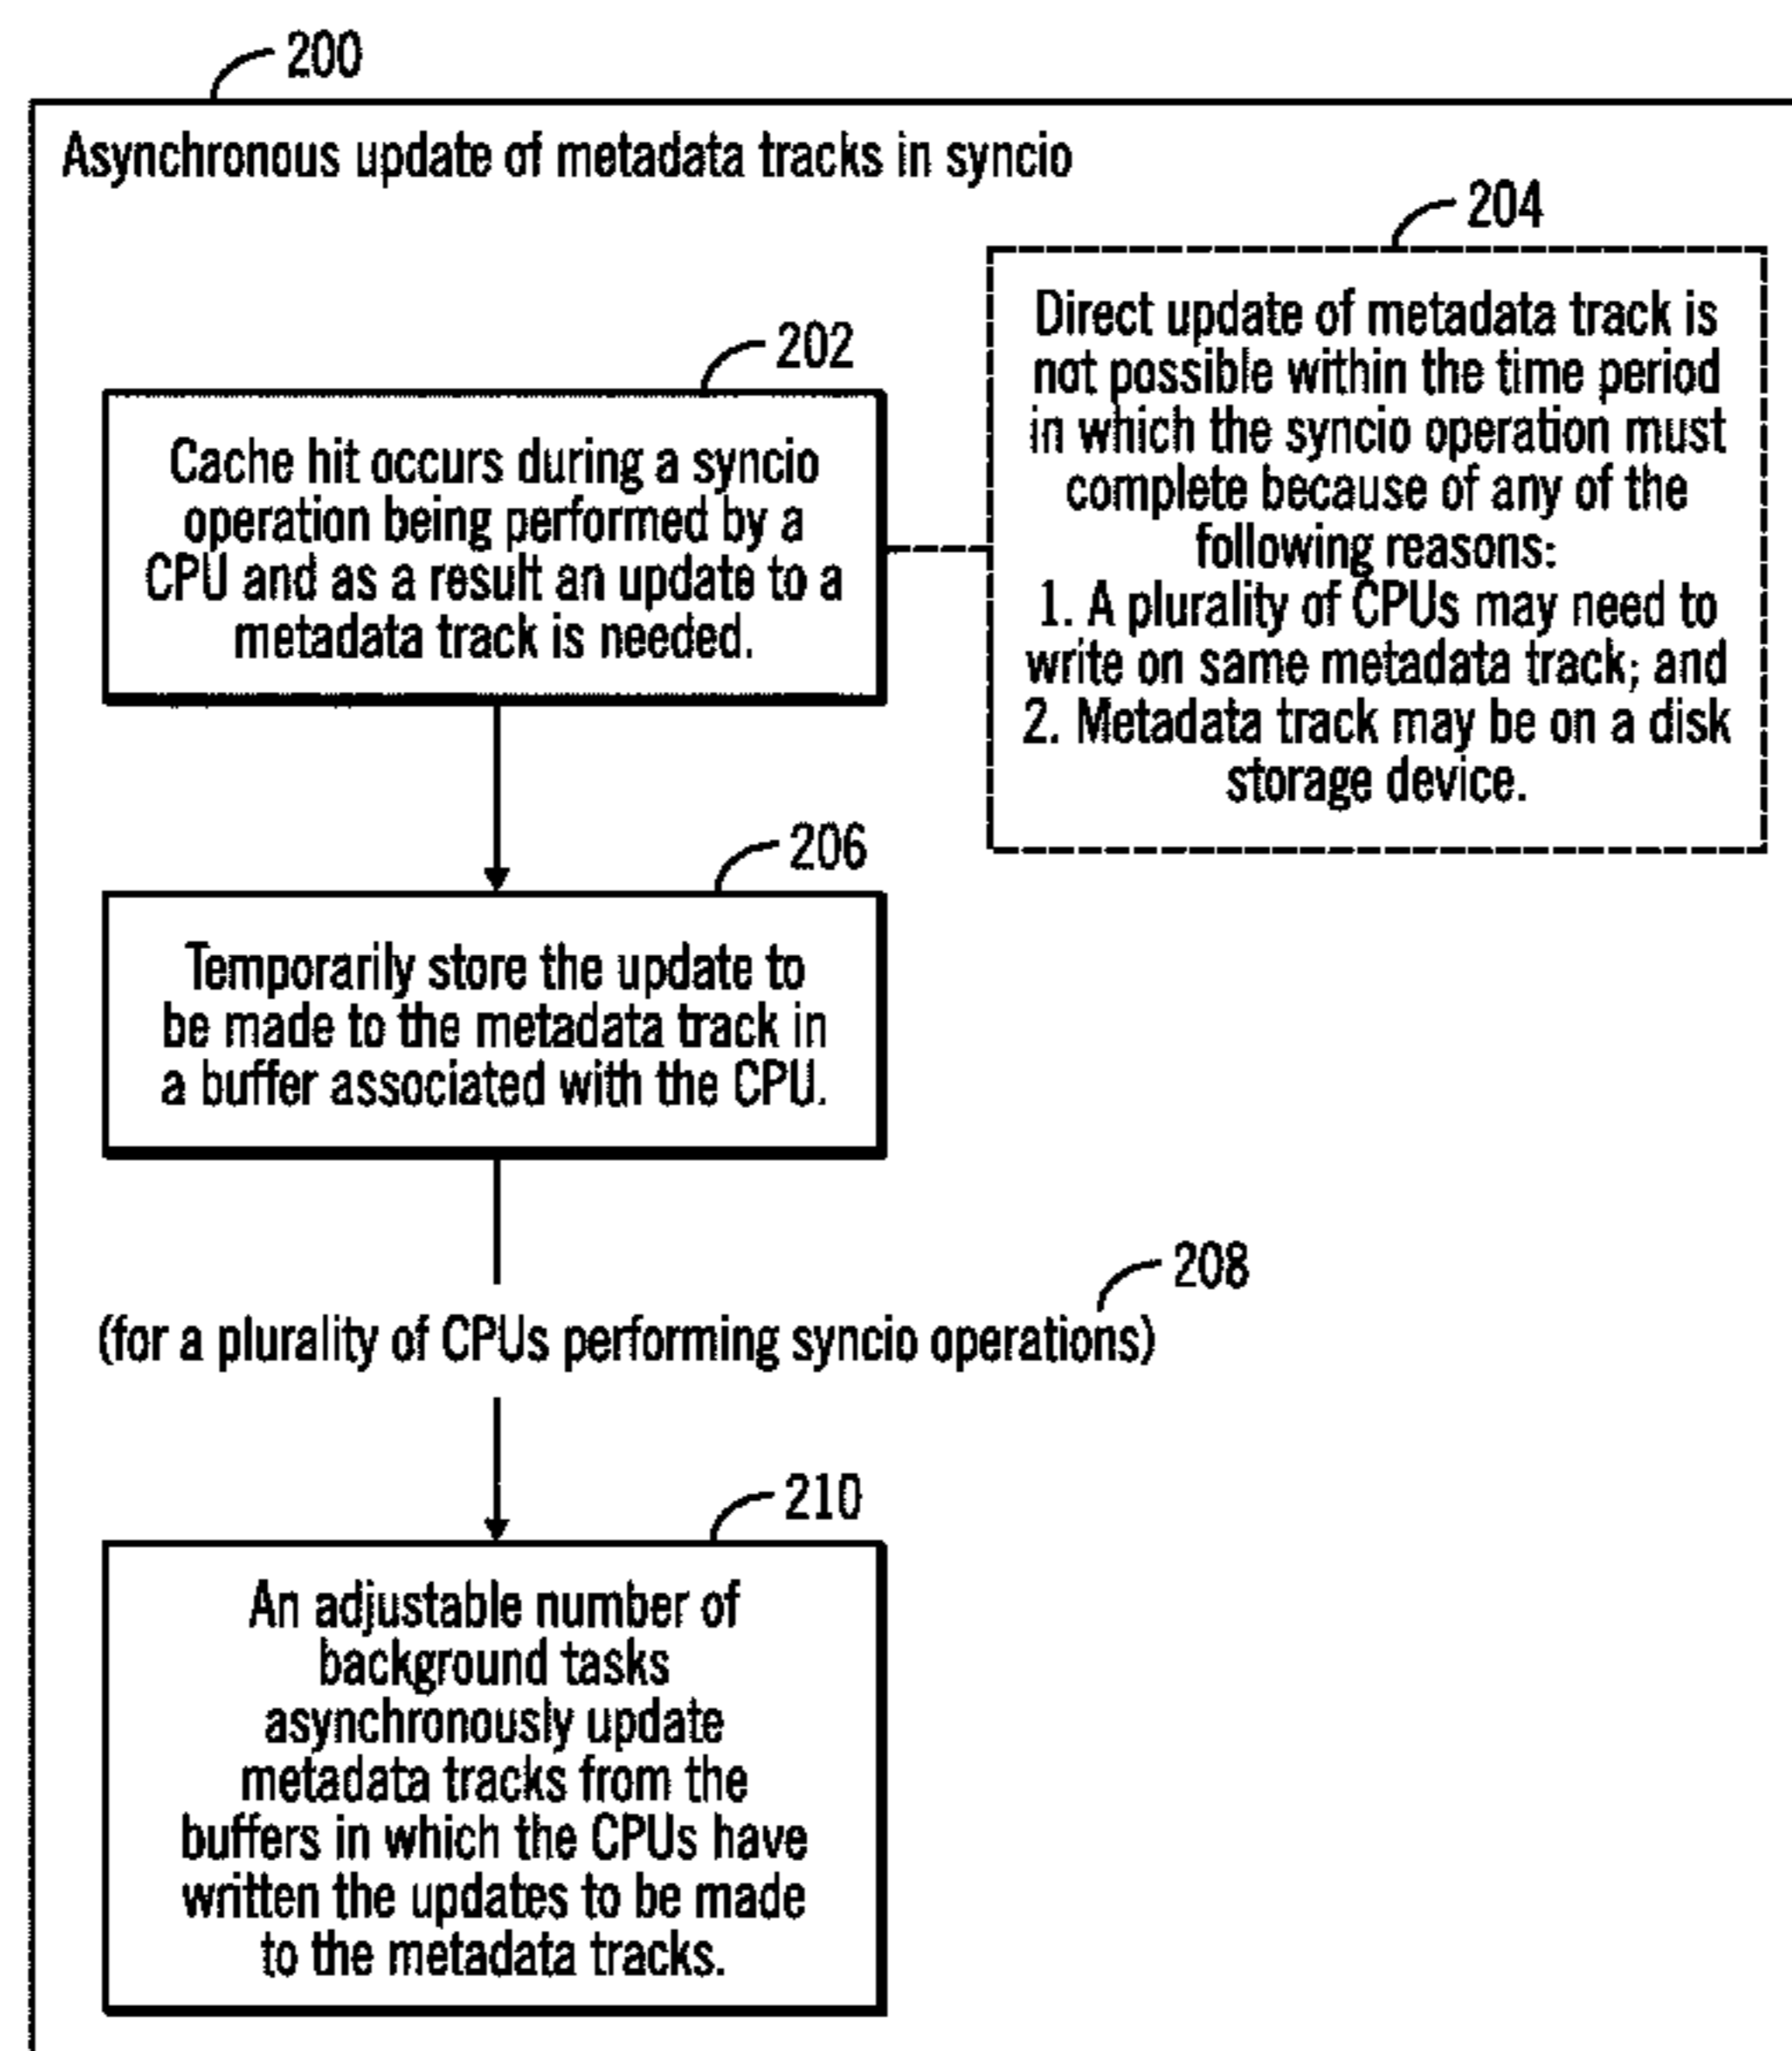 200
Asynchronous update of metadata tracks in syncio
204
Direct update of metadata track is
not possible within the time period
in which the syncio operation must
complete because of any of the
following reasons:
1. A plurality of CPUs may need to
write on same metadata track; and
2. Metadata track may be on a disk
storage device.
202
Cache hit occurs during a syncio
operation being performed by a
CPU and as a result an update to a
metadata track is needed.
206
Temporarily store the update to
be made to the metadata track in
a buffer associated with the CPU.
208
(for a plurality of CPUs performing syncio operations)
210
An adjustable number of
background tasks
asynchronously update
metadata tracks from the
buffers in which the CPUs have
written the updates to be made
to the metadata tracks.